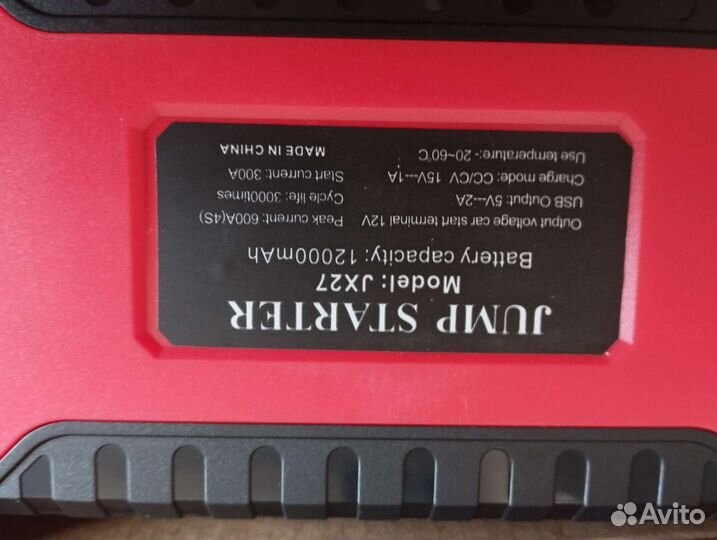 JUMP STARTER
Model: JX27
Battery capacity: 12000mAh
Output voltage car start terminal 12V Peak current: 600A(4S)
USB Output: 5V---2A Cycle life: 3000times
Charge mode: CC/CV 15V---1A Start current: 300A
Use temperature:- 20~60℃ MADE IN CHINA
Avito